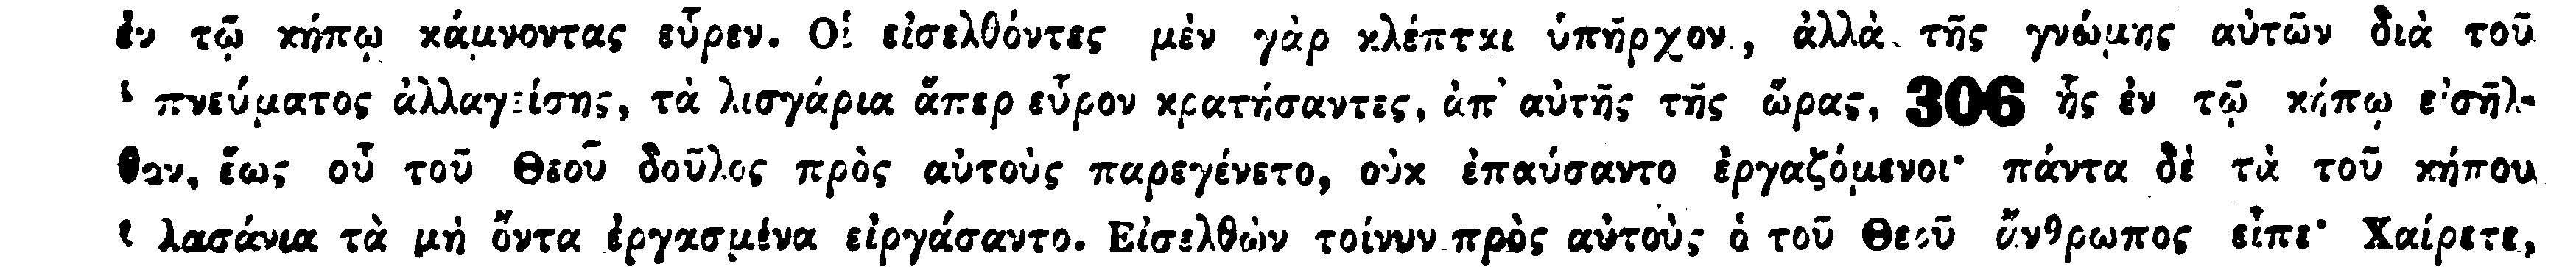 ἐν τῷ κήπῳ κάμνοντας εὗρεν. Οἱ εἰσελθόντες μὲν γὰρ κλέπται ὑπῆρχον, ἀλλὰ τῆς γνώμης αὐτῶν διὰ τοῦ
πνεύματος ἀλλαγείσης, τὰ λισγάρια ἅπερ εὗρον κρατήσαντες, ἀπ' αὐτῆς τῆς ὥρας, 306 ἧς ἐν τῷ κήπῳ εἰσῆλ-
θον, ἕως οὗ τοῦ Θεοῦ δοῦλος πρὸς αὐτοὺς παρεγένετο, οὐκ ἐπαύσαντο ἐργαζόμενοι· πάντα δὲ τὰ τοῦ κήπου
λασάνια τὰ μὴ ὄντα ἐργασμένα εἰργάσαντο. Εἰσελθὼν τοίνυν πρὸς αὐτοὺς ὁ τοῦ Θεοῦ ἄνθρωπος εἶπε· Χαίρετε,